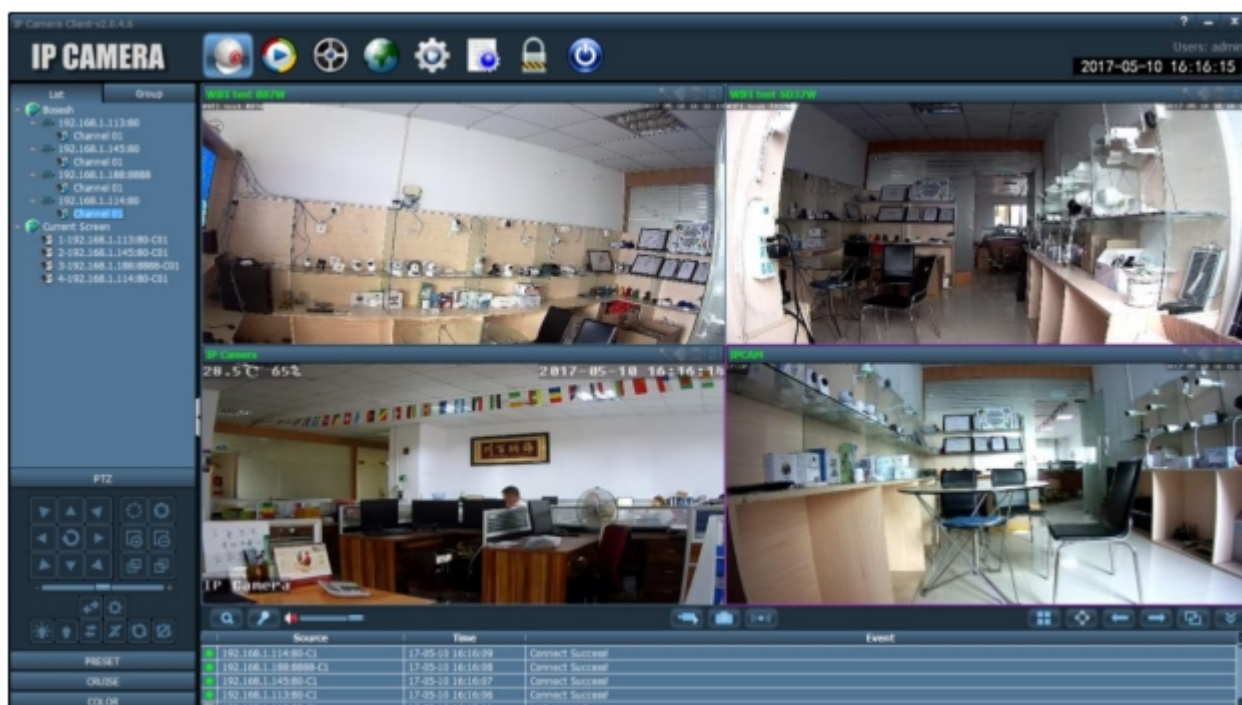 IP Camera Client-v2.0.4.6
? – x
IP CAMERA
Users: admin
2017-05-10 16:16:15
List Group
Bosesh
192.168.1.113:80
Channel 01
192.168.1.145:80
Channel 01
192.168.1.188:8888
Channel 01
192.168.1.114:80
Channel 01
Current Screen
1-192.168.1.113:80-C01
2-192.168.1.145:80-C01
3-192.168.1.188:8888-C01
4-192.168.1.114:80-C01
WIFI test B87W
WIFI test SD37W
IP Camera
28.5℃ 65%
2017-05-10 16:16:14
IP Camera
IPCAM
PTZ
- +
PRESET
CRUISE
COLOR
Source Time Event
192.168.1.114:80-C1 17-05-10 16:16:09 Connect Success!
192.168.1.188:8888-C1 17-05-10 16:16:08 Connect Success!
192.168.1.145:80-C1 17-05-10 16:16:07 Connect Success!
192.168.1.113:80-C1 17-05-10 16:16:06 Connect Success!